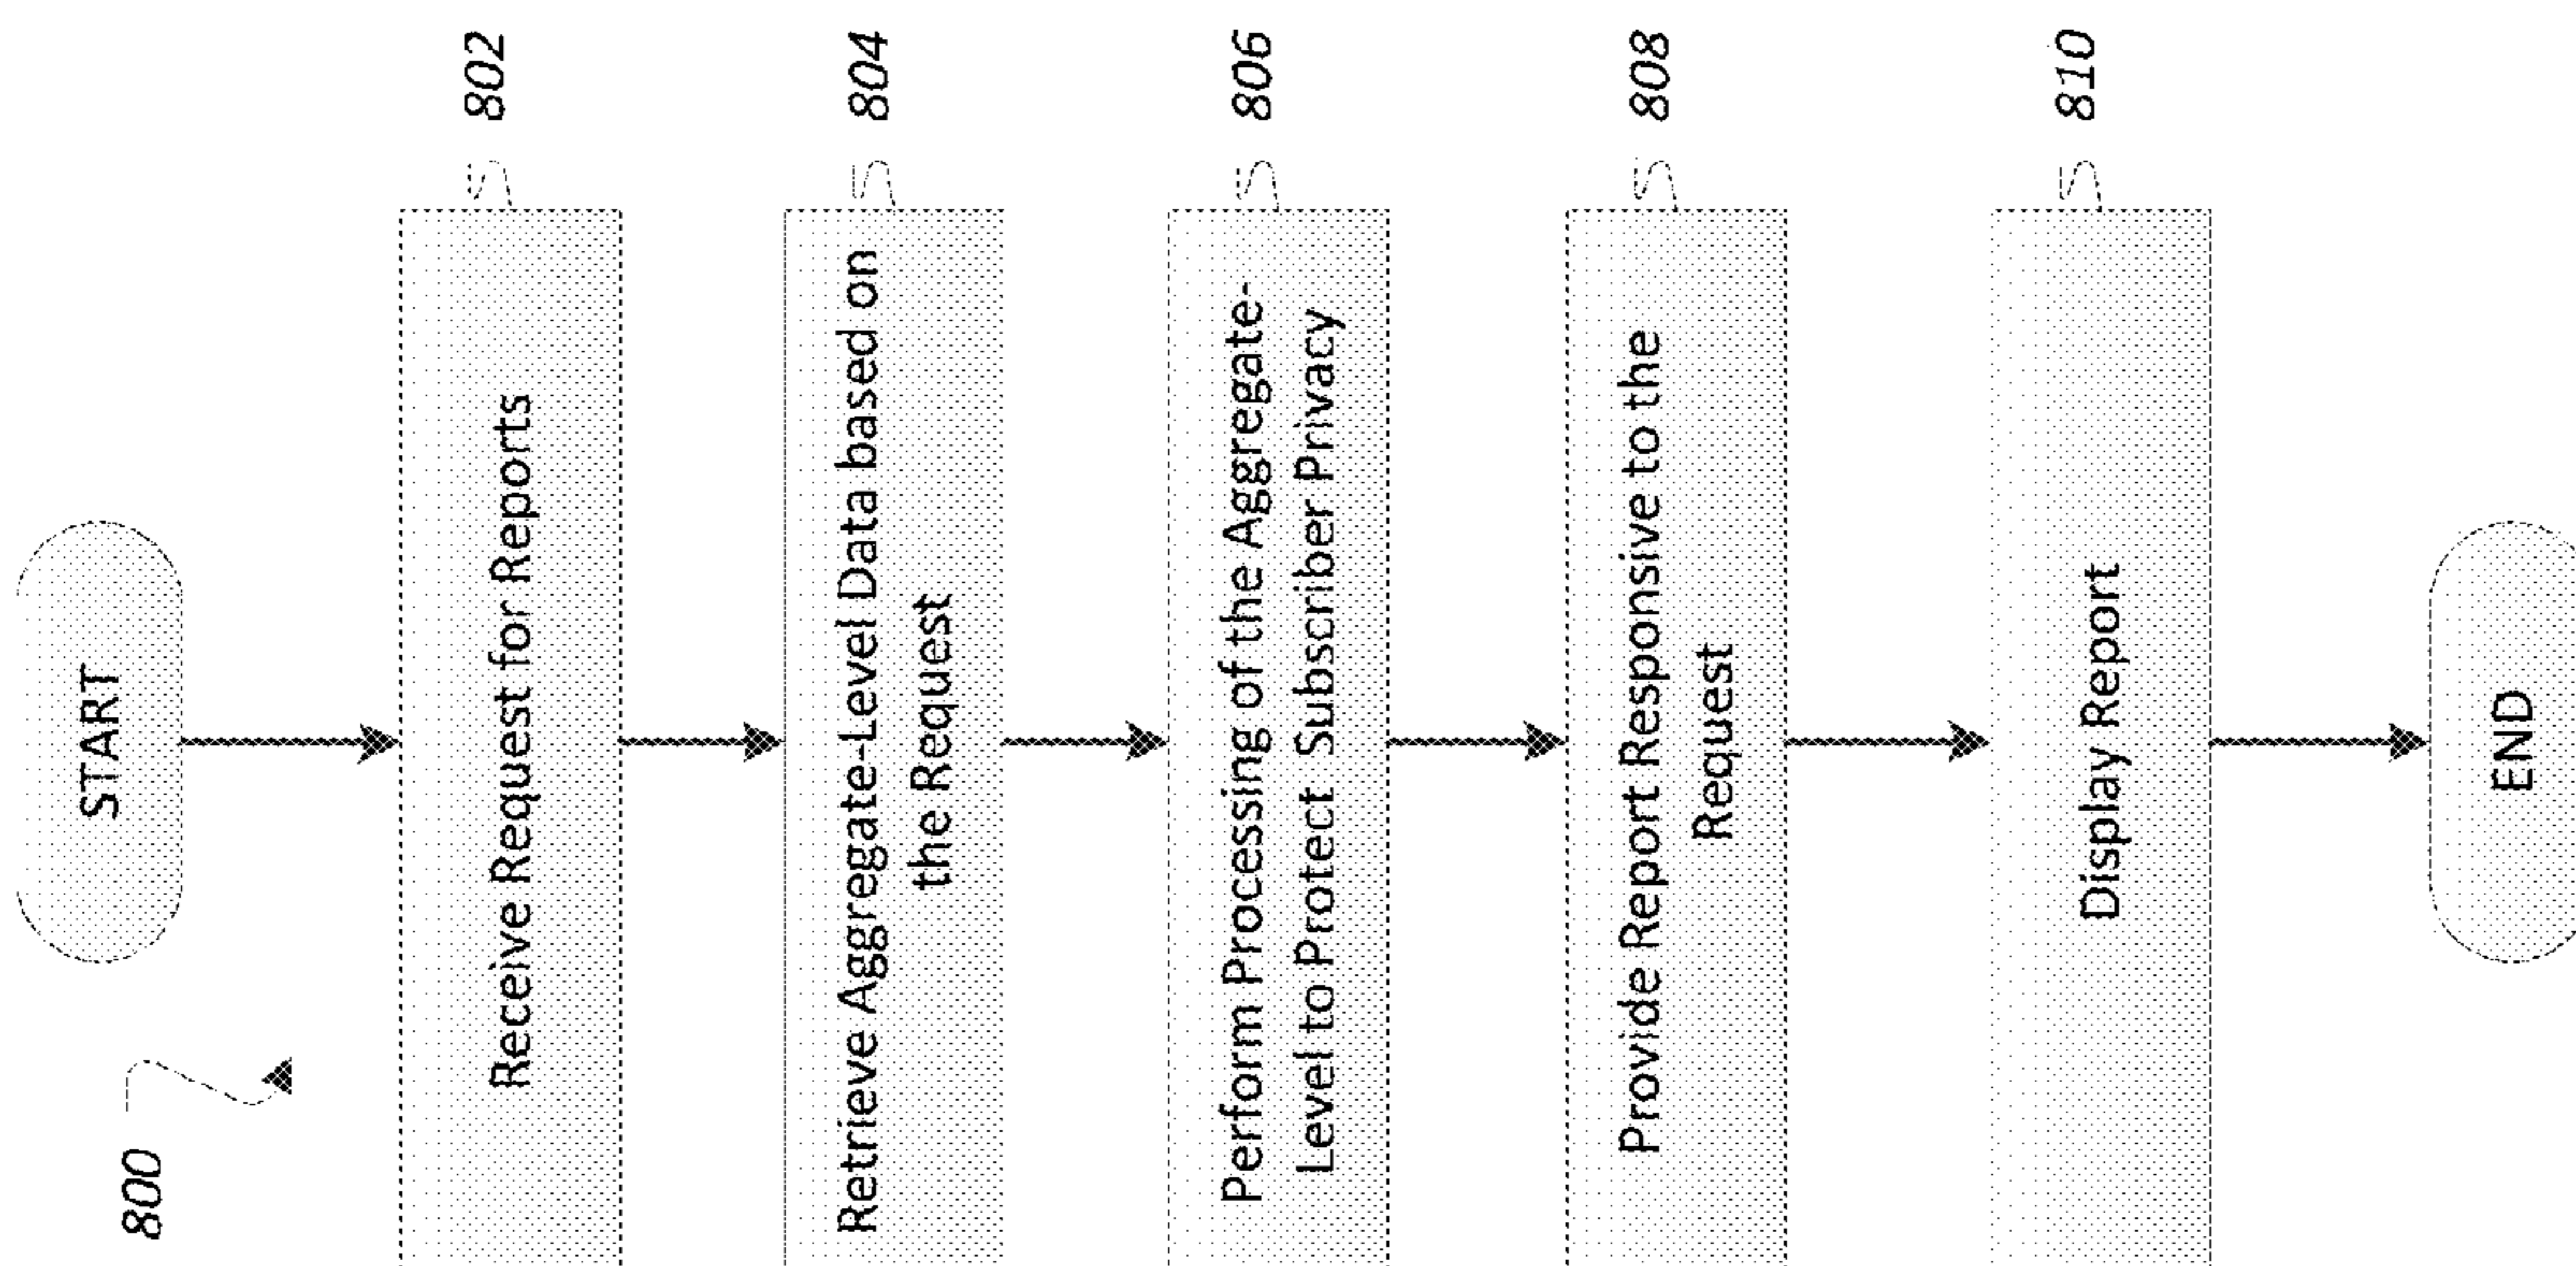 800
START
Receive Request for Reports
802
Retrieve Aggregate-Level Data based on
the Request
804
Perform Processing of the Aggregate-
Level to Protect Subscriber Privacy
806
Provide Report Responsive to the
Request
808
Display Report
810
END